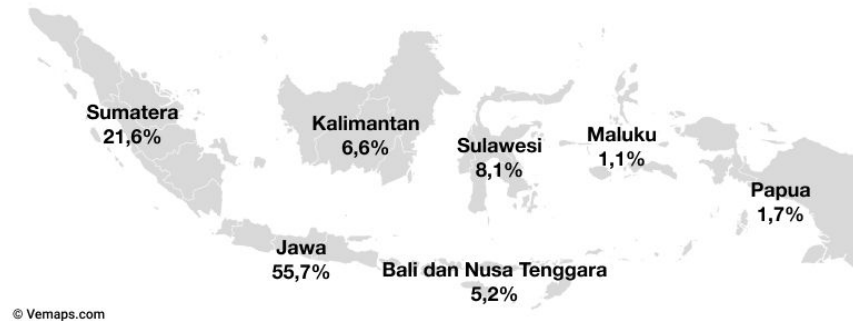 Sumatera
21,6%
Kalimantan
6,6%
Sulawesi
8,1%
Maluku
1,1%
Papua
1,7%
Jawa
55,7%
Bali dan Nusa Tenggara
5,2%
© Vemaps.com